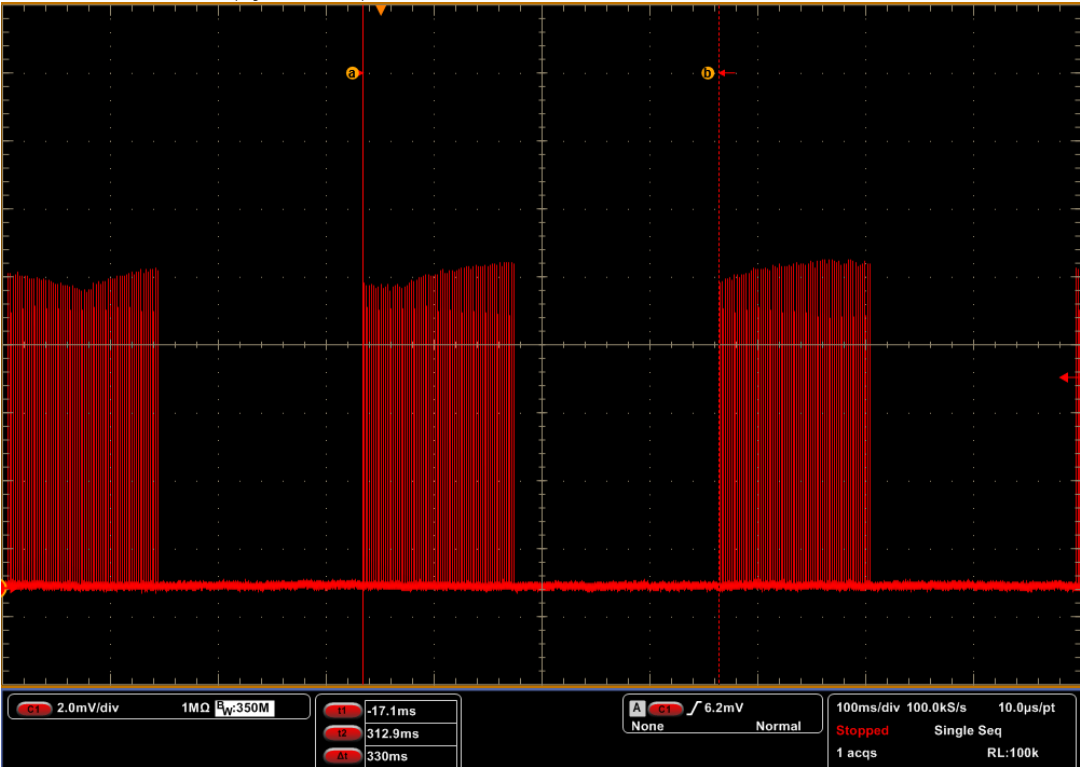 a b
C1 2.0mV/div 1MΩ BW:350M
t1 -17.1ms
t2 312.9ms
Δt 330ms
A C1 6.2mV
None Normal
100ms/div 100.0kS/s 10.0µs/pt
Stopped Single Seq
1 acqs RL:100k